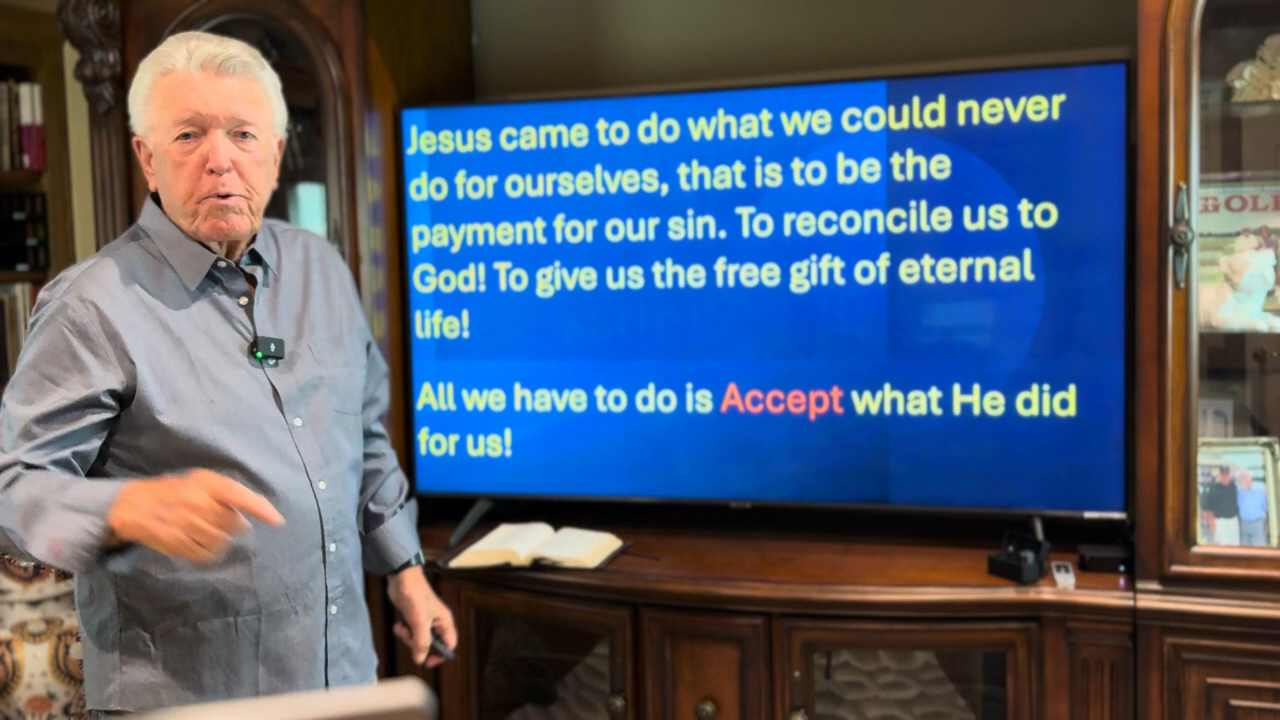 Jesus came to do what we could never
do for ourselves, that is to be the
payment for our sin. To reconcile us to
God! To give us the free gift of eternal
life!
All we have to do is Accept what He did
for us!